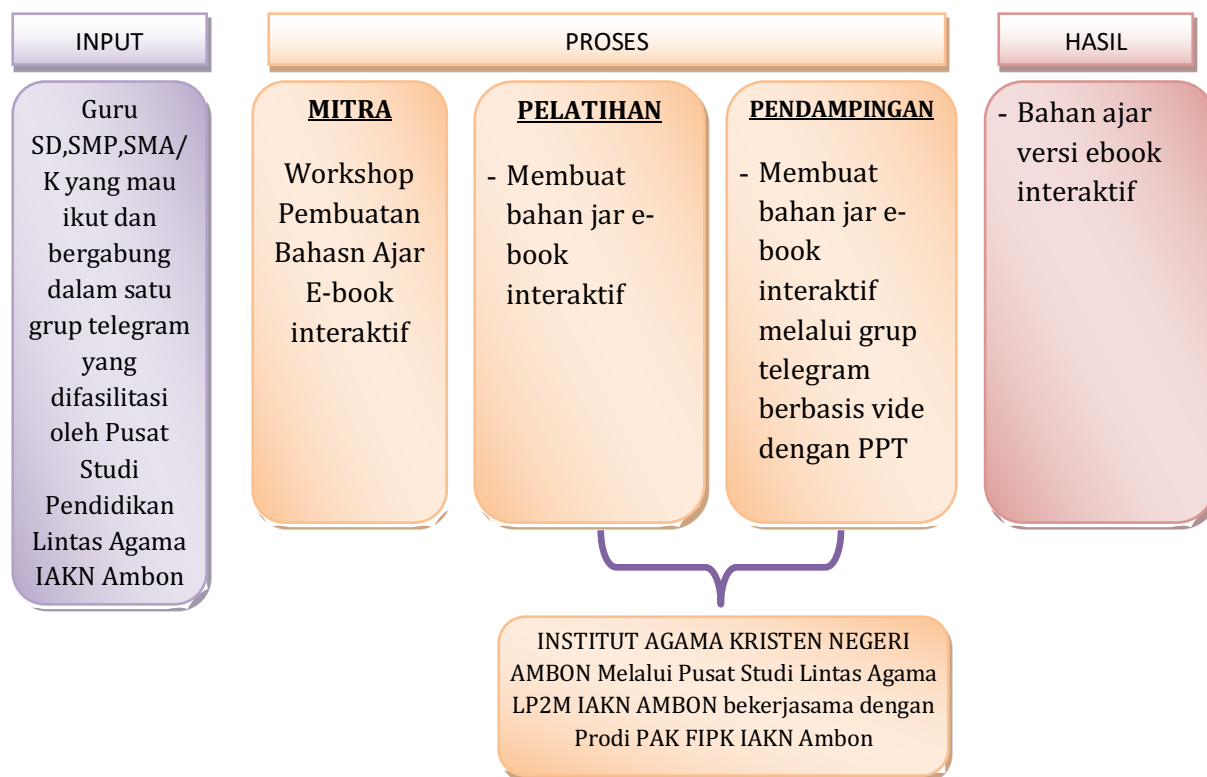 INPUT
PROSES
HASIL
Guru
SD,SMP,SMA/
K yang mau
ikut dan
bergabung
dalam satu
grup telegram
yang
difasilitasi
oleh Pusat
Studi
Pendidikan
Lintas Agama
IAKN Ambon
MITRA
Workshop
Pembuatan
Bahasn Ajar
E-book
interaktif
PELATIHAN
- Membuat
bahan jar e-
book
interaktif
PENDAMPINGAN
- Membuat
bahan jar e-
book
interaktif
melalui grup
telegram
berbasis vide
dengan PPT
- Bahan ajar
versi ebook
interaktif
INSTITUT AGAMA KRISTEN NEGERI
AMBON Melalui Pusat Studi Lintas Agama
LP2M IAKN AMBON bekerjasama dengan
Prodi PAK FIPK IAKN Ambon